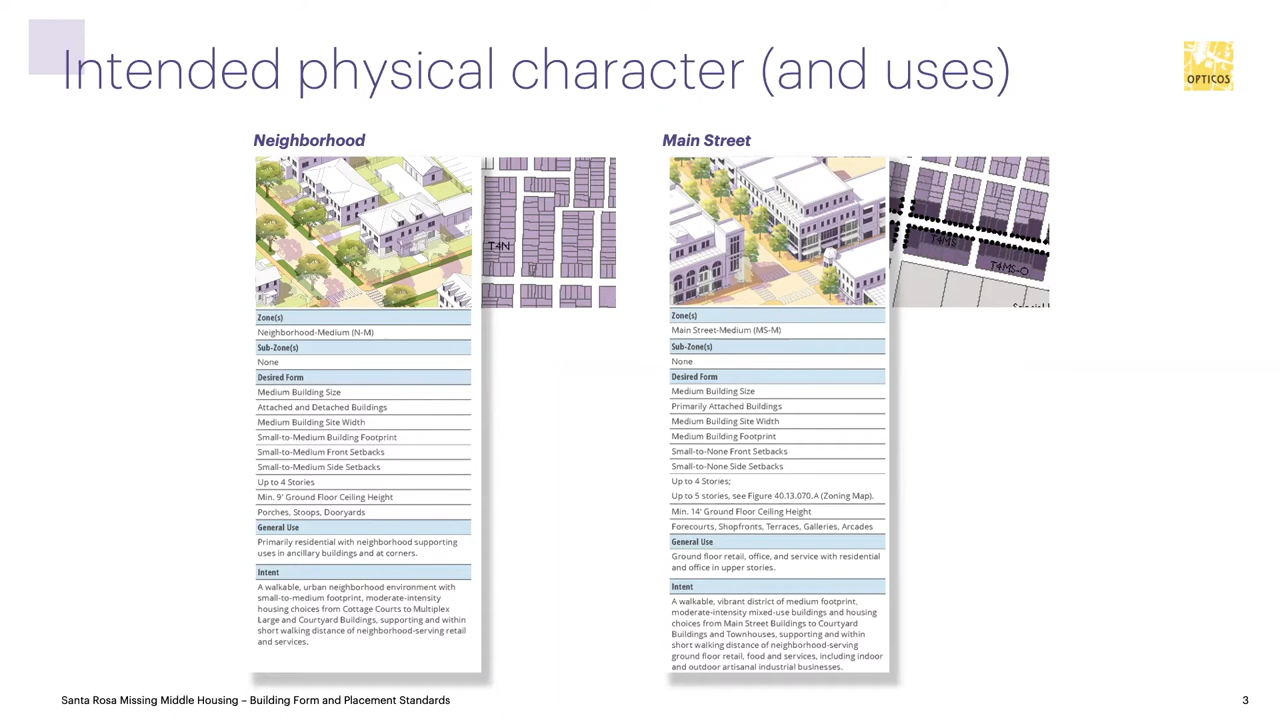 Intended physical character (and uses)
OPTICOS
Neighborhood
T4N
Zone(s)
Neighborhood-Medium (N-M)
Sub-Zone(s)
None
Desired Form
Medium Building Size
Attached and Detached Buildings
Medium Building Site Width
Small-to-Medium Building Footprint
Small-to-Medium Front Setbacks
Small-to-Medium Side Setbacks
Up to 4 Stories
Min. 9' Ground Floor Ceiling Height
Porches, Stoops, Dooryards
General Use
Primarily residential with neighborhood supporting
uses in ancillary buildings and at corners.
Intent
A walkable, urban neighborhood environment with
small-to-medium footprint, moderate-intensity
housing choices from Cottage Courts to Multiplex
Large and Courtyard Buildings, supporting and within
short walking distance of neighborhood-serving retail
and services.
Main Street
T4MS
T4MS-O
Zone(s)
Main Street-Medium (MS-M)
Sub-Zone(s)
None
Desired Form
Medium Building Size
Primarily Attached Buildings
Medium Building Site Width
Medium Building Footprint
Small-to-None Front Setbacks
Small-to-None Side Setbacks
Up to 4 Stories;
Up to 5 stories, see Figure 40.13.070.A (Zoning Map).
Min. 14' Ground Floor Ceiling Height
Forecourts, Shopfronts, Terraces, Galleries, Arcades
General Use
Ground floor retail, office, and service with residential
and office in upper stories.
Intent
A walkable, vibrant district of medium footprint,
moderate-intensity mixed-use buildings and housing
choices from Main Street Buildings to Courtyard
Buildings and Townhouses, supporting and within
short walking distance of neighborhood-serving
ground floor retail, food and services, including indoor
and outdoor artisanal industrial businesses.
Santa Rosa Missing Middle Housing – Building Form and Placement Standards
3